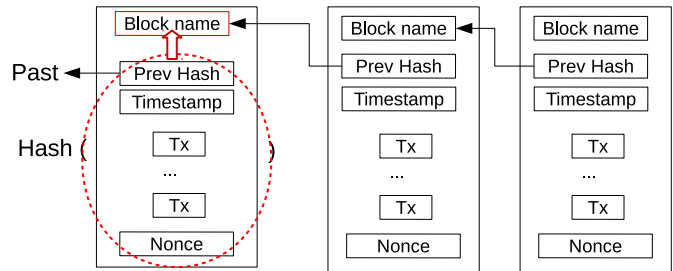 Block name
Prev Hash
Timestamp
Tx
...
Tx
Nonce
Past
Hash ( )
Block name
Prev Hash
Timestamp
Tx
...
Tx
Nonce
Block name
Prev Hash
Timestamp
Tx
...
Tx
Nonce